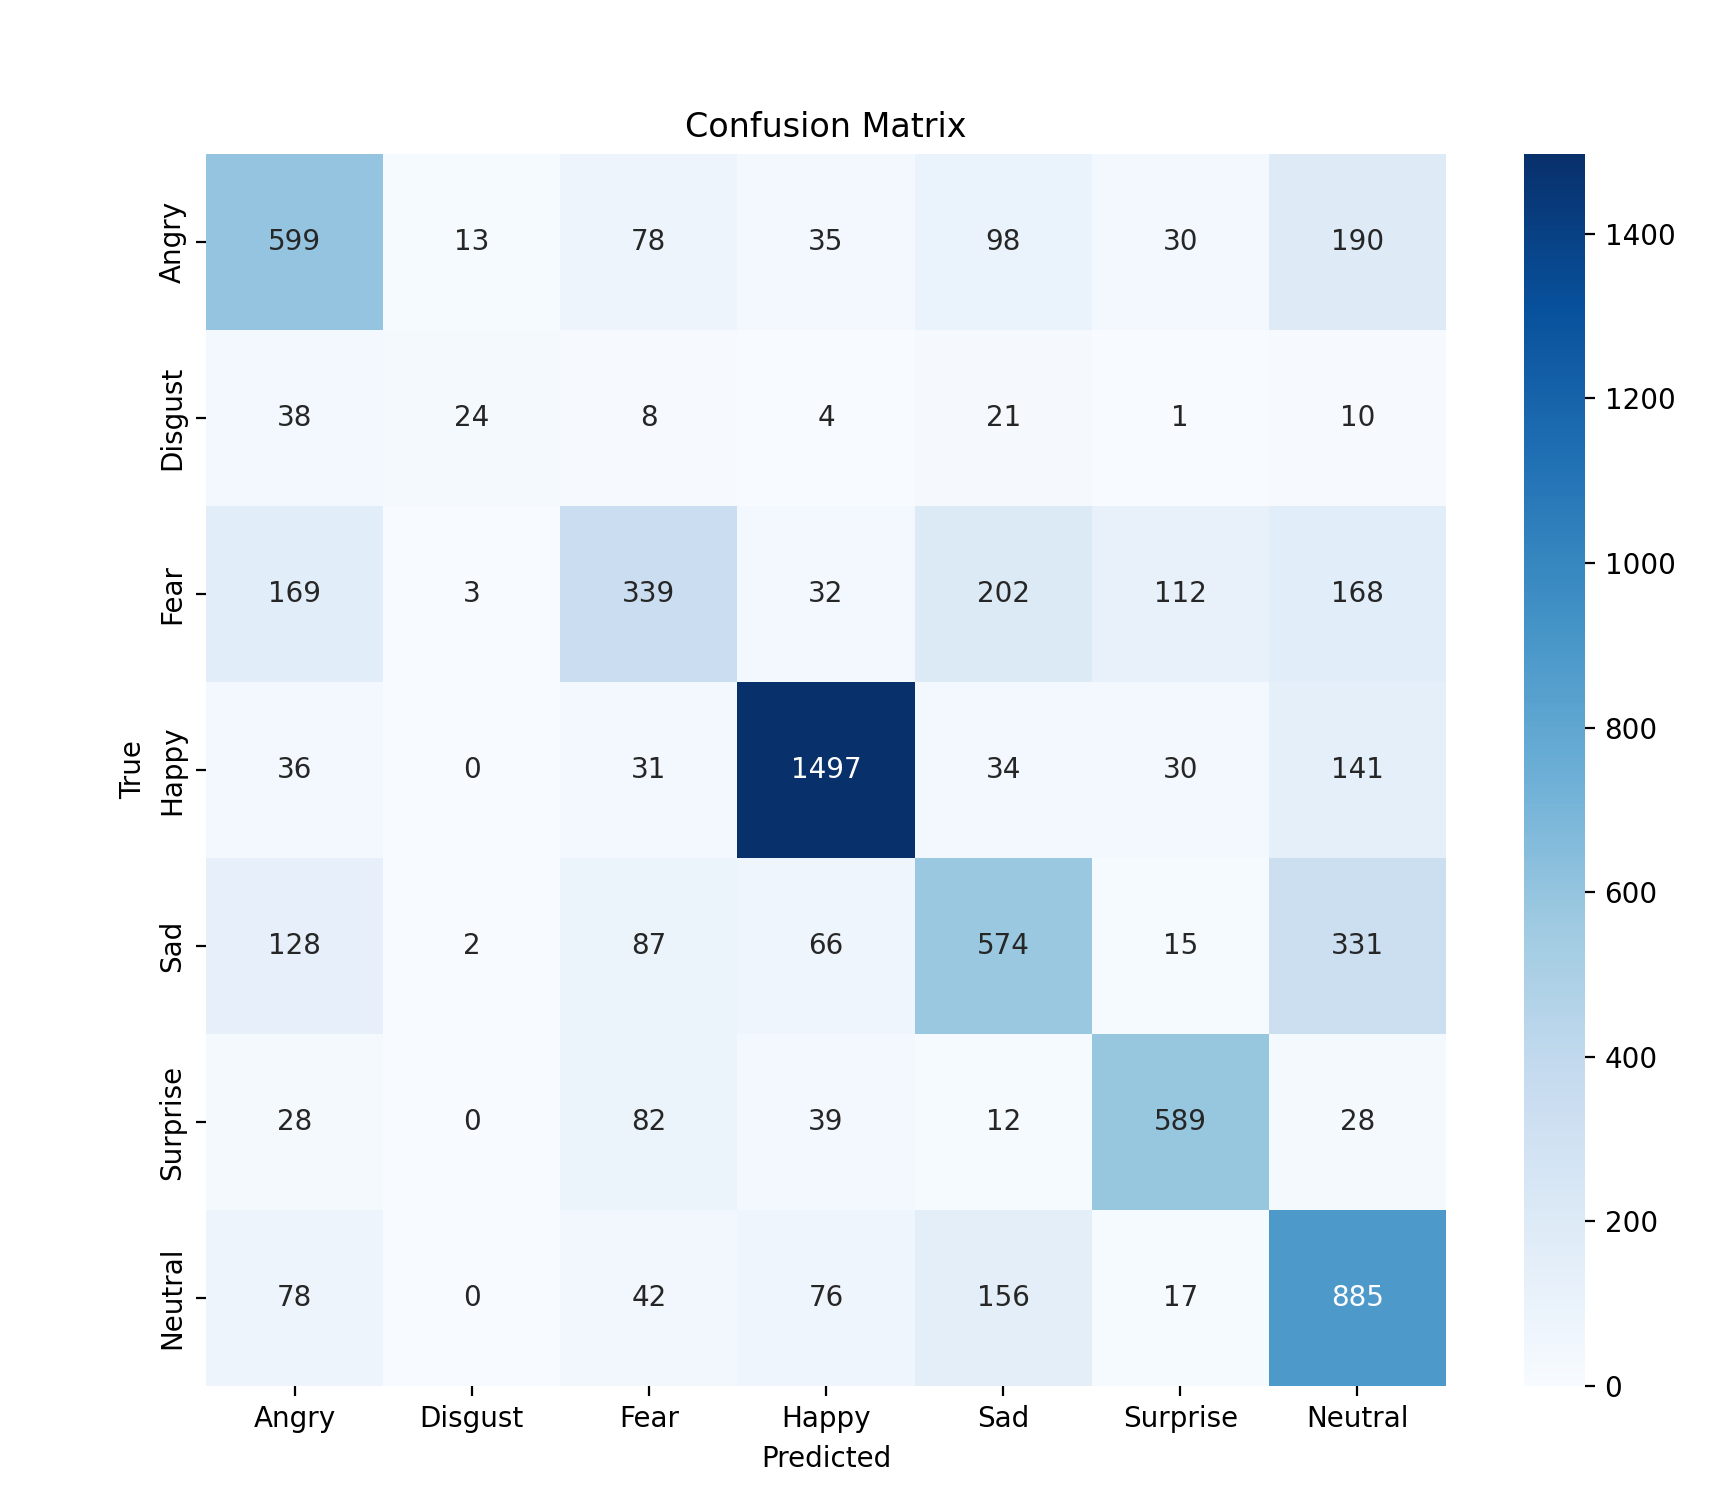 Confusion Matrix
True
Angry 599 13 78 35 98 30 190
Disgust 38 24 8 4 21 1 10
Fear 169 3 339 32 202 112 168
Happy 36 0 31 1497 34 30 141
Sad 128 2 87 66 574 15 331
Surprise 28 0 82 39 12 589 28
Neutral 78 0 42 76 156 17 885
Angry Disgust Fear Happy Sad Surprise Neutral
Predicted
1400
1200
1000
800
600
400
200
0